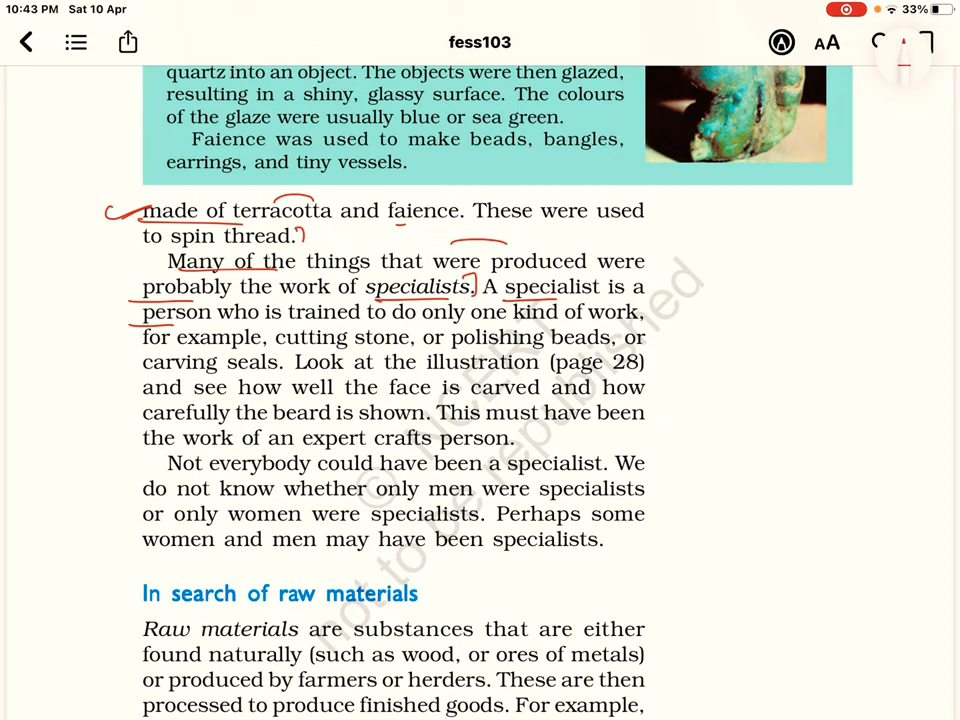 10:43 PM Sat 10 Apr
33%
fess103
AA
quartz into an object. The objects were then glazed,
resulting in a shiny, glassy surface. The colours
of the glaze were usually blue or sea green.
Faience was used to make beads, bangles,
earrings, and tiny vessels.
made of terracotta and faience. These were used
to spin thread.
Many of the things that were produced were
probably the work of specialists. A specialist is a
person who is trained to do only one kind of work,
for example, cutting stone, or polishing beads, or
carving seals. Look at the illustration (page 28)
and see how well the face is carved and how
carefully the beard is shown. This must have been
the work of an expert crafts person.
Not everybody could have been a specialist. We
do not know whether only men were specialists
or only women were specialists. Perhaps some
women and men may have been specialists.
In search of raw materials
Raw materials are substances that are either
found naturally (such as wood, or ores of metals)
or produced by farmers or herders. These are then
processed to produce finished goods. For example,
© NCERT
not to be republished